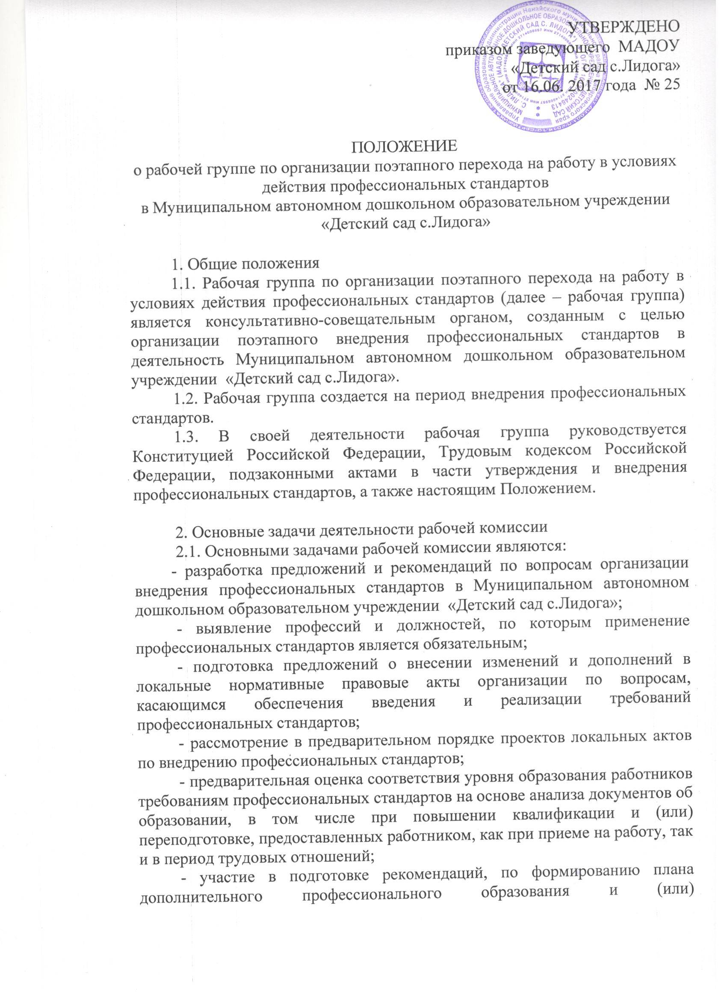 УТВЕРЖДЕНО
приказом заведующего МАДОУ
«Детский сад с.Лидога»
от 16.06. 2017 года № 25
ПОЛОЖЕНИЕ
о рабочей группе по организации поэтапного перехода на работу в условиях
действия профессиональных стандартов
в Муниципальном автономном дошкольном образовательном учреждении
«Детский сад с.Лидога»
1. Общие положения
1.1. Рабочая группа по организации поэтапного перехода на работу в
условиях действия профессиональных стандартов (далее – рабочая группа)
является консультативно-совещательным органом, созданным с целью
организации поэтапного внедрения профессиональных стандартов в
деятельность Муниципальном автономном дошкольном образовательном
учреждении «Детский сад с.Лидога».
1.2. Рабочая группа создается на период внедрения профессиональных
стандартов.
1.3. В своей деятельности рабочая группа руководствуется
Конституцией Российской Федерации, Трудовым кодексом Российской
Федерации, подзаконными актами в части утверждения и внедрения
профессиональных стандартов, а также настоящим Положением.
2. Основные задачи деятельности рабочей комиссии
2.1. Основными задачами рабочей комиссии являются:
- разработка предложений и рекомендаций по вопросам организации
внедрения профессиональных стандартов в Муниципальном автономном
дошкольном образовательном учреждении «Детский сад с.Лидога»;
- выявление профессий и должностей, по которым применение
профессиональных стандартов является обязательным;
- подготовка предложений о внесении изменений и дополнений в
локальные нормативные правовые акты организации по вопросам,
касающимся обеспечения введения и реализации требований
профессиональных стандартов;
- рассмотрение в предварительном порядке проектов локальных актов
по внедрению профессиональных стандартов;
- предварительная оценка соответствия уровня образования работников
требованиям профессиональных стандартов на основе анализа документов об
образовании, в том числе при повышении квалификации и (или)
переподготовке, предоставленных работником, как при приеме на работу, так
и в период трудовых отношений;
- участие в подготовке рекомендаций, по формированию плана
дополнительного профессионального образования и (или)